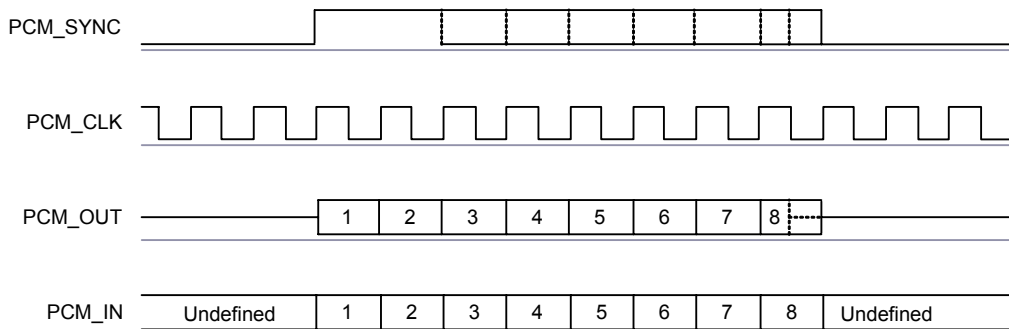 PCM_SYNC
PCM_CLK
PCM_OUT 1 2 3 4 5 6 7 8
PCM_IN Undefined 1 2 3 4 5 6 7 8 Undefined